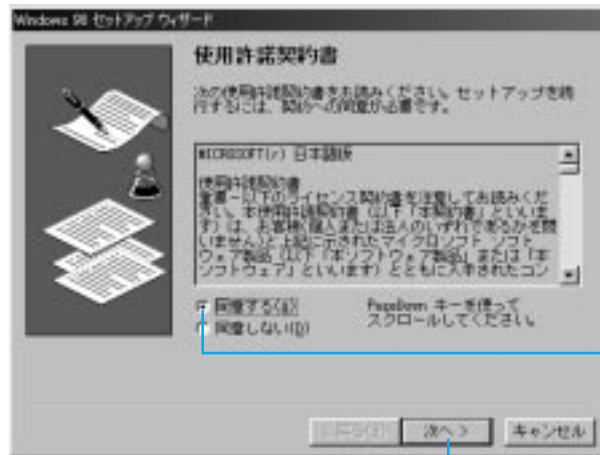 Windows 98 セットアップ ウィザード
使用許諾契約書
次の使用許諾契約書をお読みください。セットアップを続
行するには、契約への同意が必要です。
MICROSOFT(r) 日本語版
使用許諾契約書
重要－以下のライセンス契約書を注意してお読みくだ
さい。本使用許諾契約書（以下「本契約書」といいま
す）は、お客様（個人または法人のいずれであるかを問
いません）と上記に示されたマイクロソフト ソフト
ウェア製品（以下「本ソフトウェア製品」または「本
ソフトウェア」といいます）とともに入手されたコン
同意する(A)
同意しない(D)
PageDown キーを使って
スクロールしてください。
次へ >
キャンセル